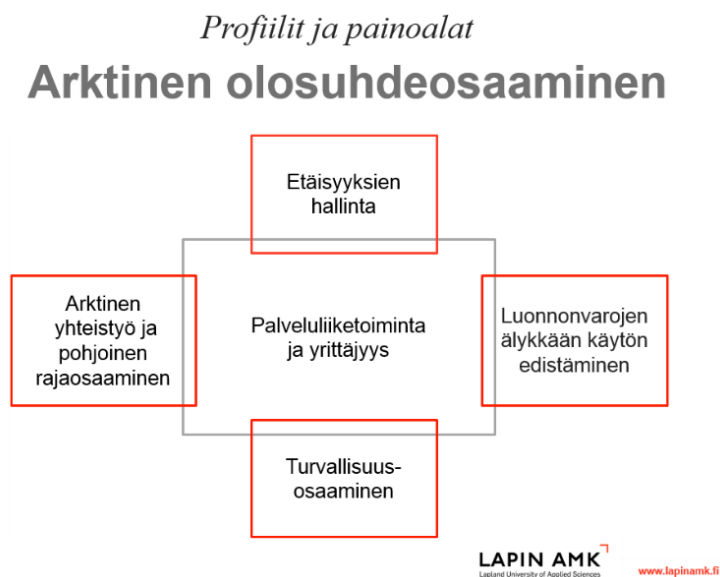 Profiilit ja painoalat
Arktinen olosuhdeosaaminen
Etäisyyksien
hallinta
Arktinen
yhteistyö ja
pohjoinen
rajaosaaminen
Palveluliiketoiminta
ja yrittäjyys
Luonnonvarojen
älykkään käytön
edistäminen
Turvallisuus-
osaaminen
LAPIN AMK
Lapland University of Applied Sciences
www.lapinamk.fi